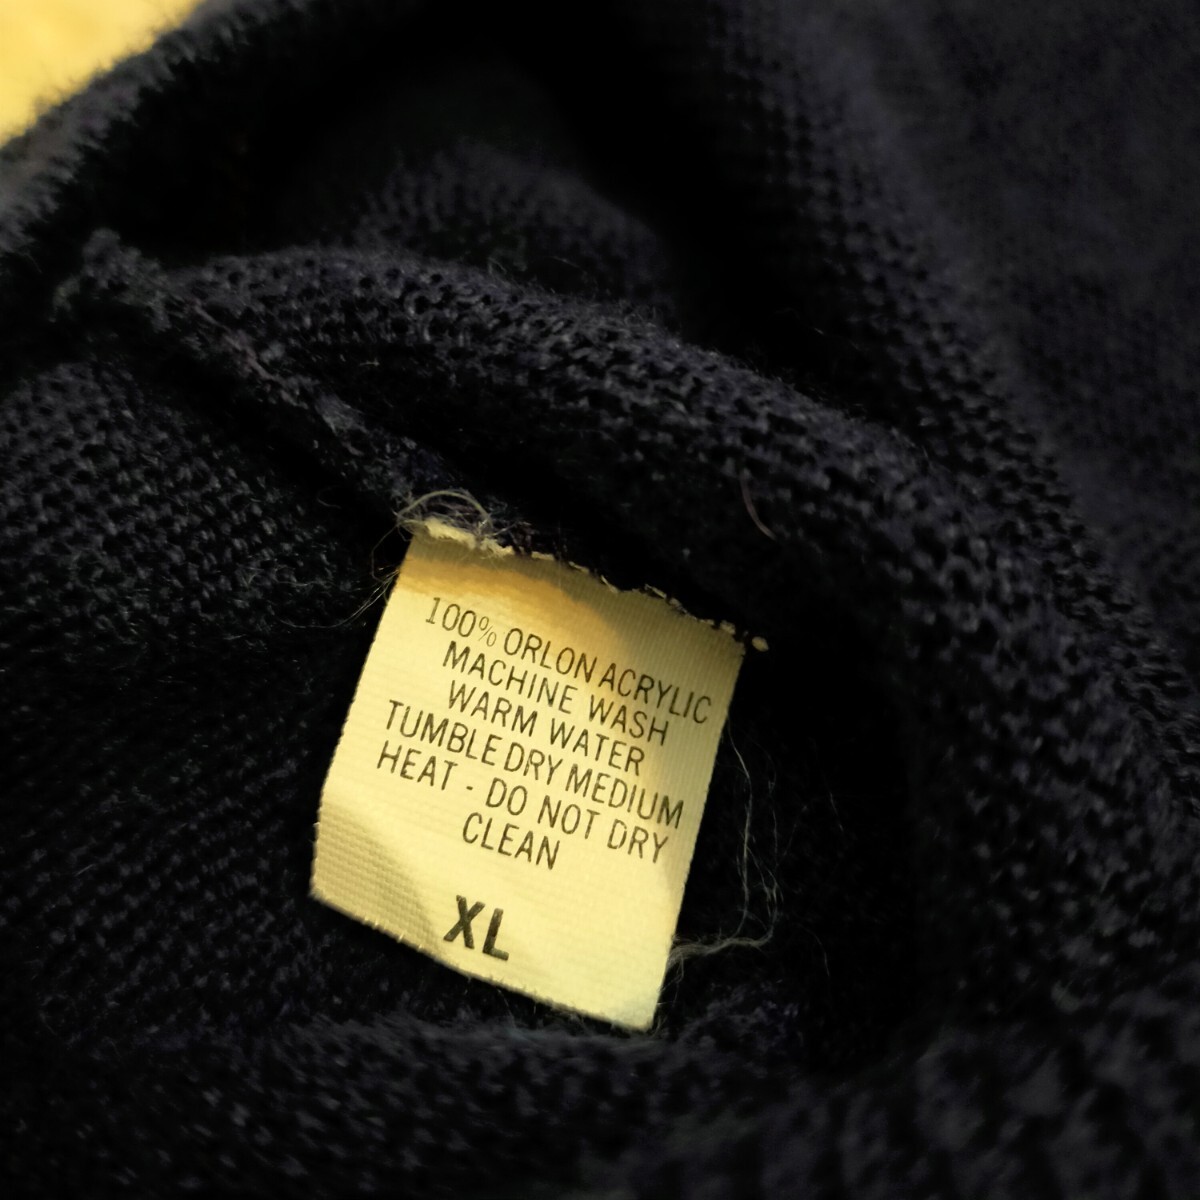 100% ORLON ACRYLIC
MACHINE WASH
WARM WATER
TUMBLE DRY MEDIUM
HEAT - DO NOT DRY
CLEAN
XL